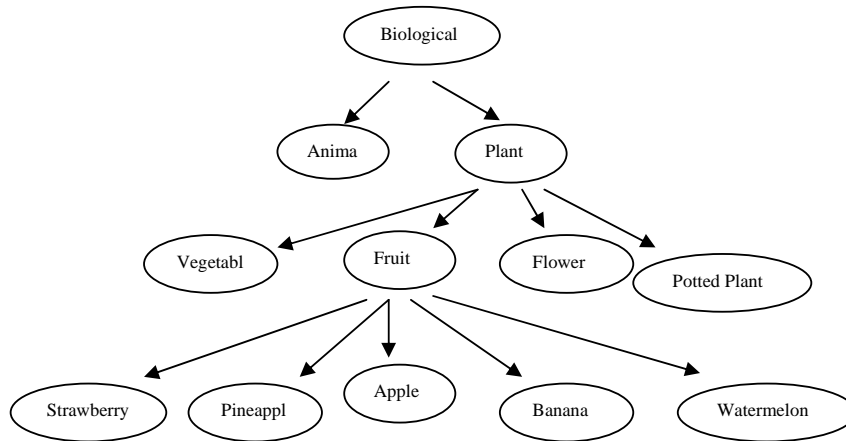 Biological
Anima
Plant
Vegetabl
Fruit
Flower
Potted Plant
Strawberry
Pineappl
Apple
Banana
Watermelon